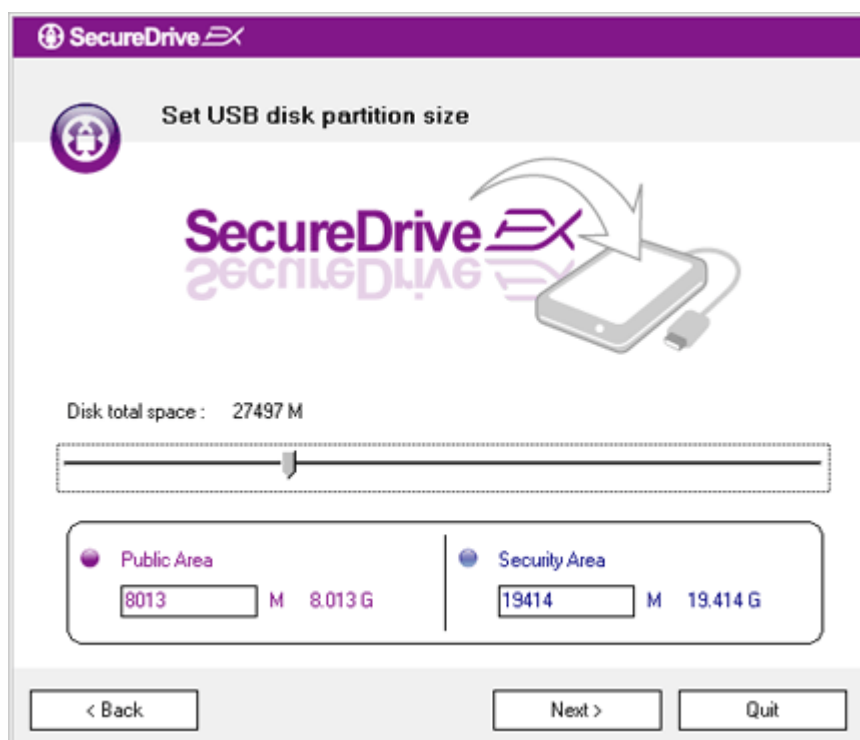 SecureDrive EX
Set USB disk partition size
SecureDrive EX
Disk total space : 27497 M
Public Area
8013 M 8.013 G
Security Area
19414 M 19.414 G
< Back
Next >
Quit